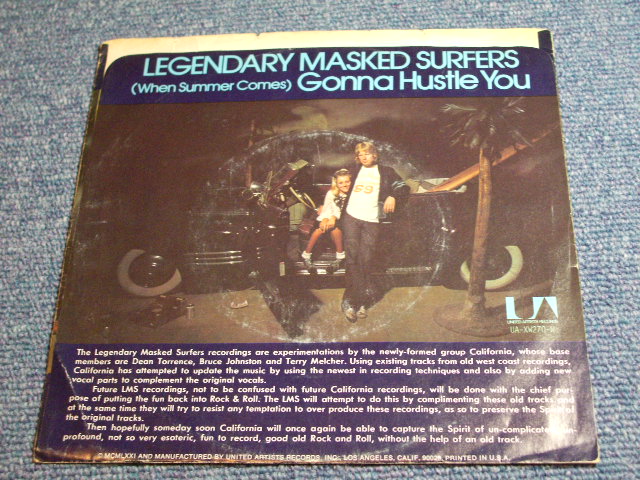 LEGENDARY MASKED SURFERS
(When Summer Comes) Gonna Hustle You
69
UNITED ARTISTS RECORDS
UA-XW270-W
The Legendary Masked Surfers recordings are experimentations by the newly-formed group California, whose base
members are Dean Torrence, Bruce Johnston and Terry Melcher. Using existing tracks from old west coast recordings,
California has attempted to update the music by using the newest in recording techniques and also by adding new
vocal parts to complement the original vocals.
Future LMS recordings, not to be confused with future California recordings, will be done with the chief pur-
pose of putting the fun back into Rock & Roll. The LMS will attempt to do this by complimenting these old tracks and
at the same time they will try to resist any temptation to over produce these recordings, as so to preserve the Spirit of
the original tracks.
Then hopefully someday soon California will once again be able to capture the Spirit of un-complicated, un-
profound, not so very esoteric, fun to record, good old Rock and Roll, without the help of an old track.
© MCMLXXI AND MANUFACTURED BY UNITED ARTISTS RECORDS, INC., LOS ANGELES, CALIF. 90028, PRINTED IN U.S.A.